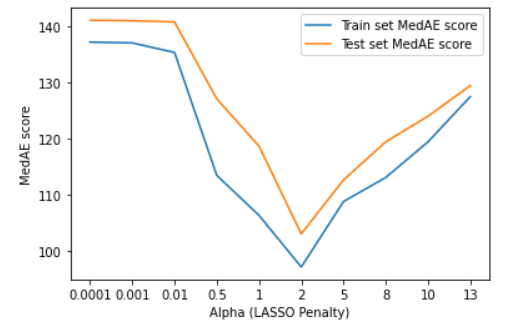 Train set MedAE score
Test set MedAE score
MedAE score
140
130
120
110
100
0.0001 0.001 0.01 0.5 1 2 5 8 10 13
Alpha (LASSO Penalty)